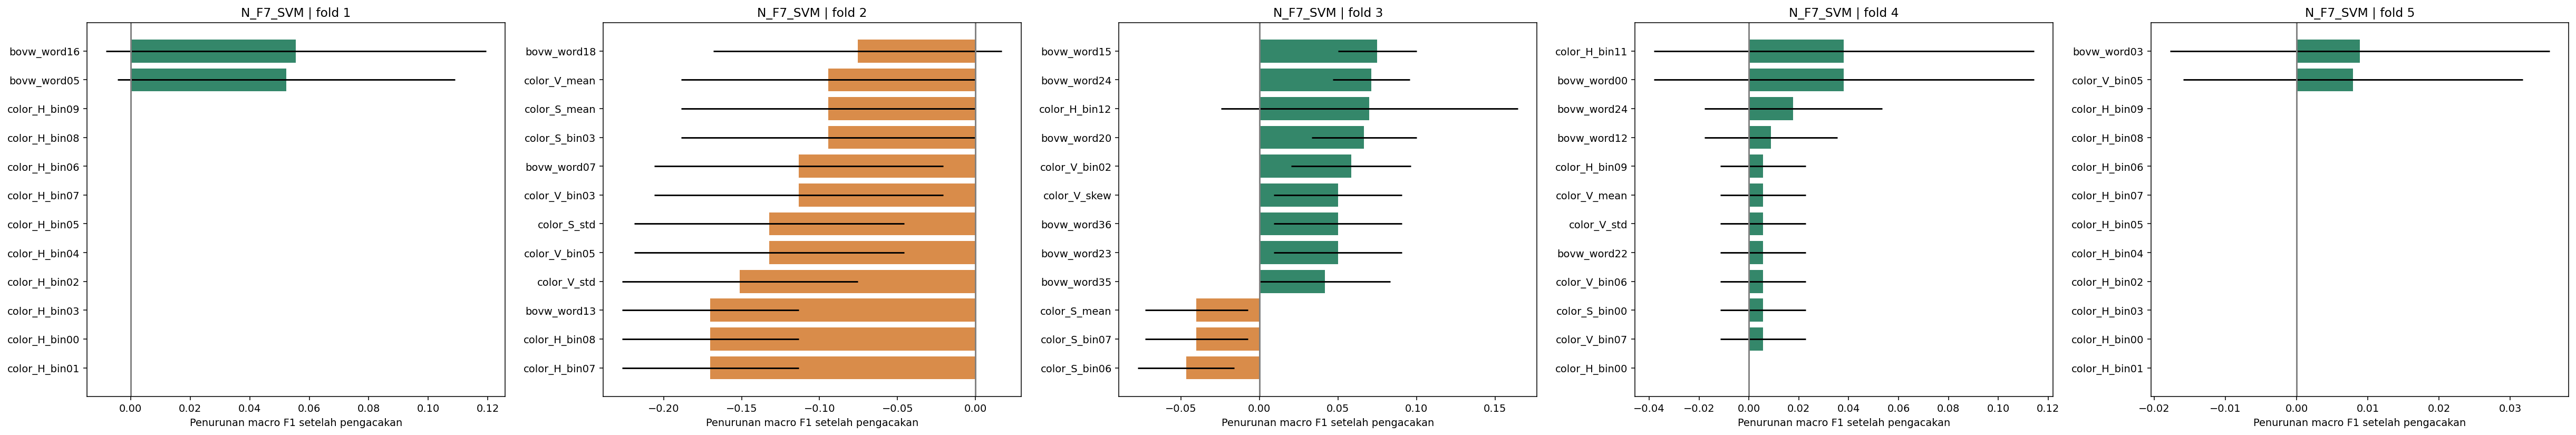 N_F7_SVM | fold 1
bovw_word16
bovw_word05
color_H_bin09
color_H_bin08
color_H_bin06
color_H_bin07
color_H_bin05
color_H_bin04
color_H_bin02
color_H_bin03
color_H_bin00
color_H_bin01
0.00 0.02 0.04 0.06 0.08 0.10 0.12
Penurunan macro F1 setelah pengacakan
N_F7_SVM | fold 2
bovw_word18
color_V_mean
color_S_mean
color_S_bin03
bovw_word07
color_V_bin03
color_S_std
color_V_bin05
color_V_std
bovw_word13
color_H_bin08
color_H_bin07
−0.20 −0.15 −0.10 −0.05 0.00
Penurunan macro F1 setelah pengacakan
N_F7_SVM | fold 3
bovw_word15
bovw_word24
color_H_bin12
bovw_word20
color_V_bin02
color_V_skew
bovw_word36
bovw_word23
bovw_word35
color_S_mean
color_S_bin07
color_S_bin06
−0.05 0.00 0.05 0.10 0.15
Penurunan macro F1 setelah pengacakan
N_F7_SVM | fold 4
color_H_bin11
bovw_word00
bovw_word24
bovw_word12
color_H_bin09
color_V_mean
color_V_std
bovw_word22
color_V_bin06
color_S_bin00
color_V_bin07
color_H_bin00
−0.04 −0.02 0.00 0.02 0.04 0.06 0.08 0.10 0.12
Penurunan macro F1 setelah pengacakan
N_F7_SVM | fold 5
bovw_word03
color_V_bin05
color_H_bin09
color_H_bin08
color_H_bin06
color_H_bin07
color_H_bin05
color_H_bin04
color_H_bin02
color_H_bin03
color_H_bin00
color_H_bin01
−0.02 −0.01 0.00 0.01 0.02 0.03
Penurunan macro F1 setelah pengacakan